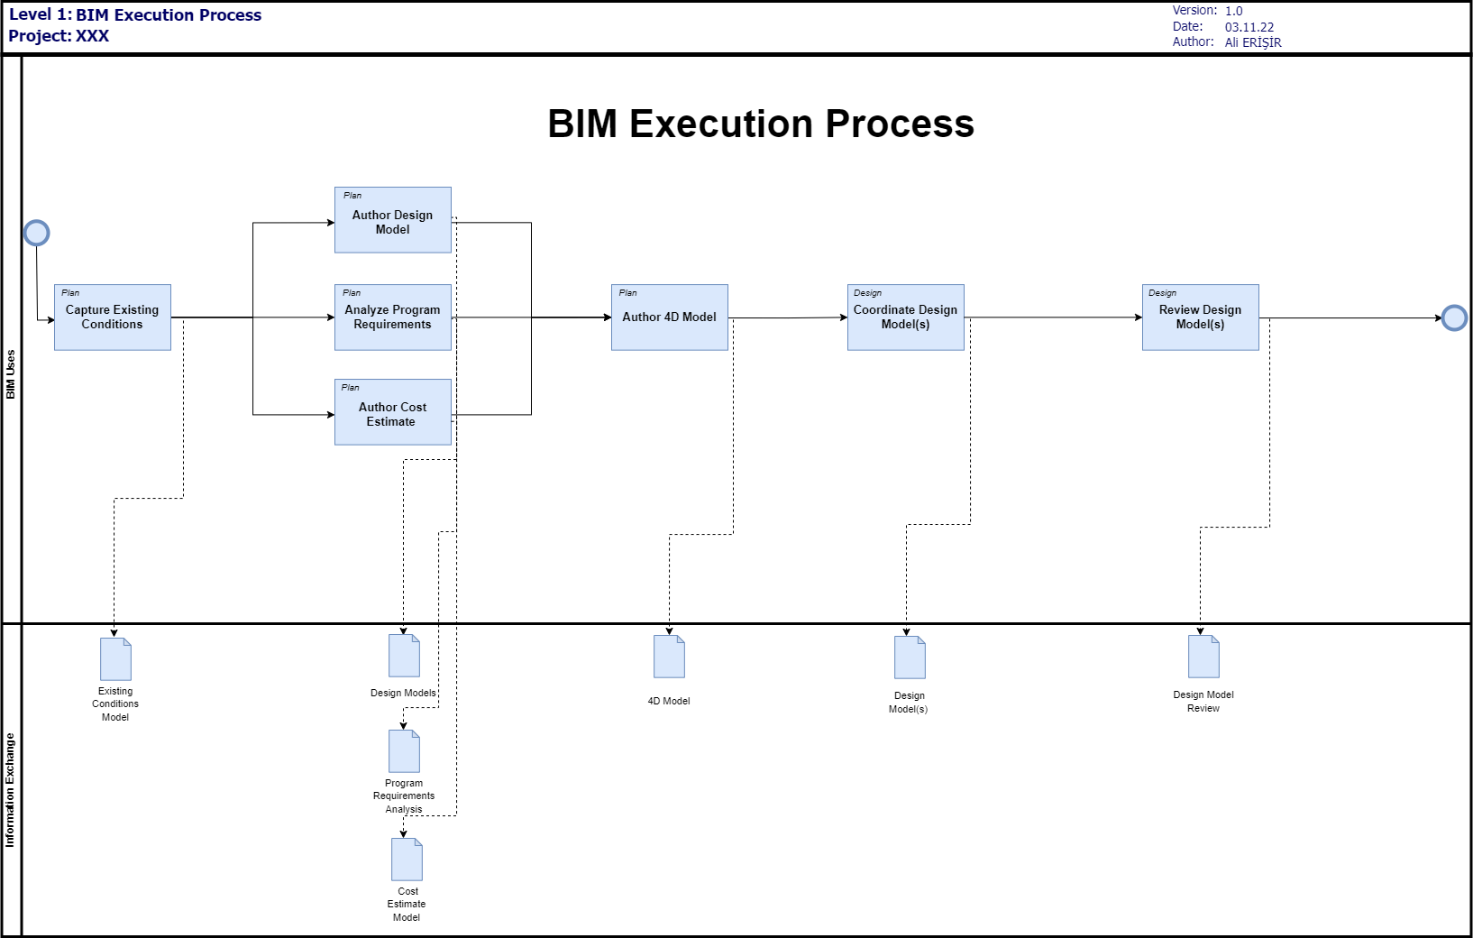 Level 1: BIM Execution Process
Project: XXX
Version: 1.0
Date: 03.11.22
Author: Ali ERİŞİR
BIM Execution Process
BIM Uses
Plan
Capture Existing
Conditions
Plan
Author Design
Model
Plan
Analyze Program
Requirements
Plan
Author Cost
Estimate
Plan
Author 4D Model
Design
Coordinate Design
Model(s)
Design
Review Design
Model(s)
Information Exchange
Existing
Conditions
Model
Design Models
Program
Requirements
Analysis
Cost
Estimate
Model
4D Model
Design
Model(s)
Design Model
Review